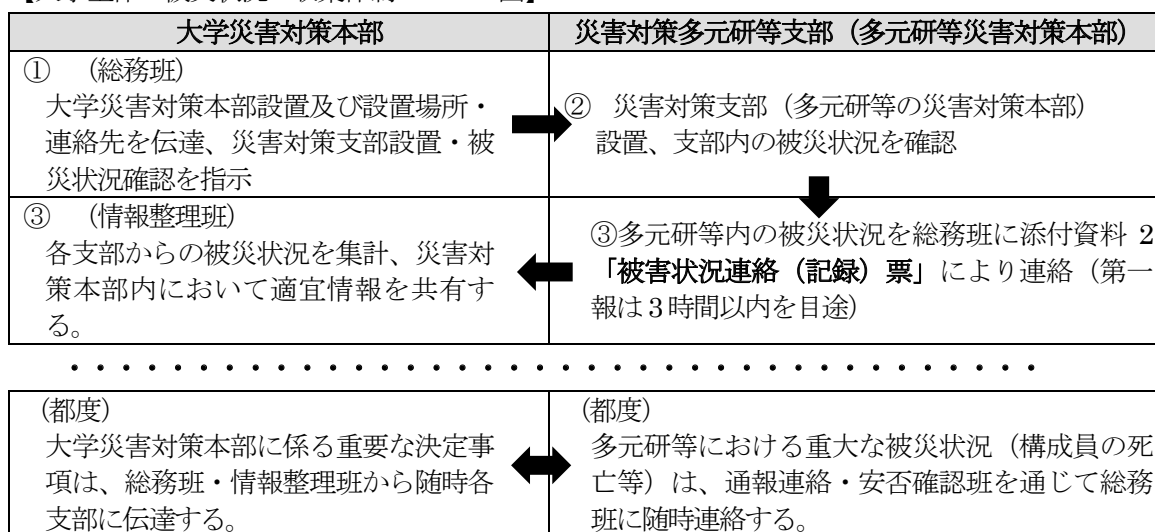 大学災害対策本部
災害対策多元研等支部（多元研等災害対策本部）
① （総務班）
大学災害対策本部設置及び設置場所・
連絡先を伝達、災害対策支部設置・被
災状況確認を指示
② 災害対策支部（多元研等の災害対策本部）
設置、支部内の被災状況を確認
③ （情報整理班）
各支部からの被災状況を集計、災害対
策本部内において適宜情報を共有す
る。
③多元研等内の被災状況を総務班に添付資料 2
「被害状況連絡（記録）票」により連絡（第一
報は３時間以内を目途）
・・・・・・・・・・・・・・・・・・・・・・・・・・・・・・・・・・・・・・
（都度）
大学災害対策本部に係る重要な決定事
項は、総務班・情報整理班から随時各
支部に伝達する。
（都度）
多元研等における重大な被災状況（構成員の死
亡等）は、通報連絡・安否確認班を通じて総務
班に随時連絡する。